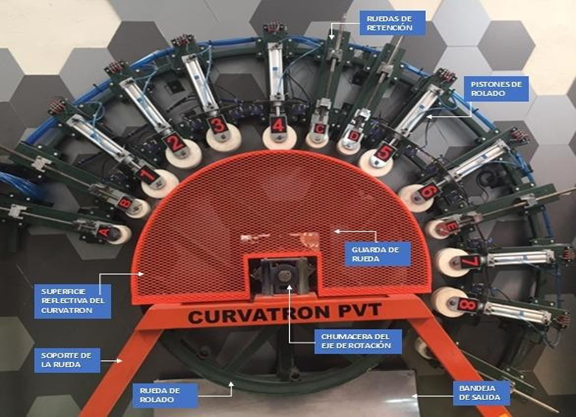 RUEDAS DE
RETENCIÓN
PISTONES DE
ROLADO
1
2
3
4
C
D
5
6
E
7
8
B
A
GUARDA DE
RUEDA
SUPERFICIE
REFLECTIVA DEL
CURVATRON
CURVATRON PVT
CHUMACERA DEL
EJE DE ROTACIÓN
SOPORTE DE
LA RUEDA
RUEDA DE
ROLADO
BANDEJA
DE SALIDA